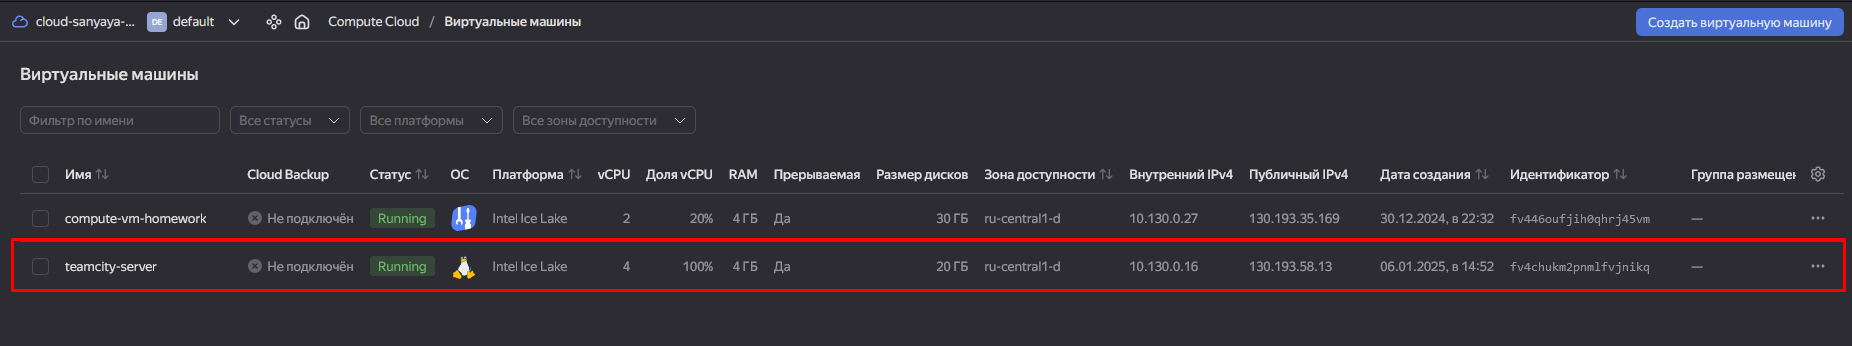 cloud-sanyaya-... DE default Compute Cloud / Виртуальные машины Создать виртуальную машину
Виртуальные машины
Фильтр по имени Все статусы Все платформы Все зоны доступности
Имя Cloud Backup Статус ОС Платформа vCPU Доля vCPU RAM Прерываемая Размер дисков Зона доступности Внутренний IPv4 Публичный IPv4 Дата создания Идентификатор Группа размещен
compute-vm-homework Не подключён Running Intel Ice Lake 2 20% 4 ГБ Да 30 ГБ ru-central1-d 10.130.0.27 130.193.35.169 30.12.2024, в 22:32 fv446oufjih0qhrj45vm —
teamcity-server Не подключён Running Intel Ice Lake 4 100% 4 ГБ Да 20 ГБ ru-central1-d 10.130.0.16 130.193.58.13 06.01.2025, в 14:52 fv4chukm2pnmlfvjnikq —